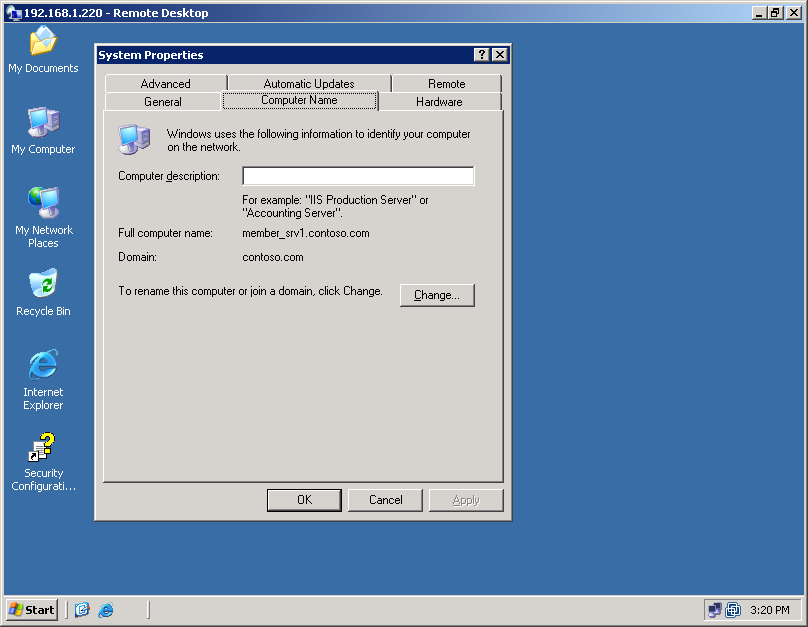 192.168.1.220 - Remote Desktop
My Documents
My Computer
My Network
Places
Recycle Bin
Internet
Explorer
Security
Configurati...
System Properties
Advanced
Automatic Updates
Remote
General
Computer Name
Hardware
Windows uses the following information to identify your computer
on the network.
Computer description:
For example: "IIS Production Server" or
"Accounting Server".
Full computer name:
member_srv1.contoso.com
Domain:
contoso.com
To rename this computer or join a domain, click Change.
Change...
OK
Cancel
Apply
Start
3:20 PM